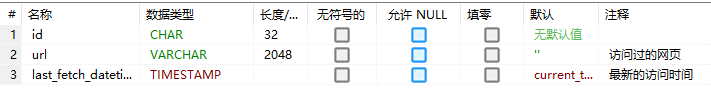 # 名称 数据类型 长度/... 无符号的 允许 NULL 填零 默认 注释
1 id CHAR 32 无默认值
2 url VARCHAR 2048 '' 访问过的网页
3 last_fetch_dateti... TIMESTAMP current_t... 最新的访问时间